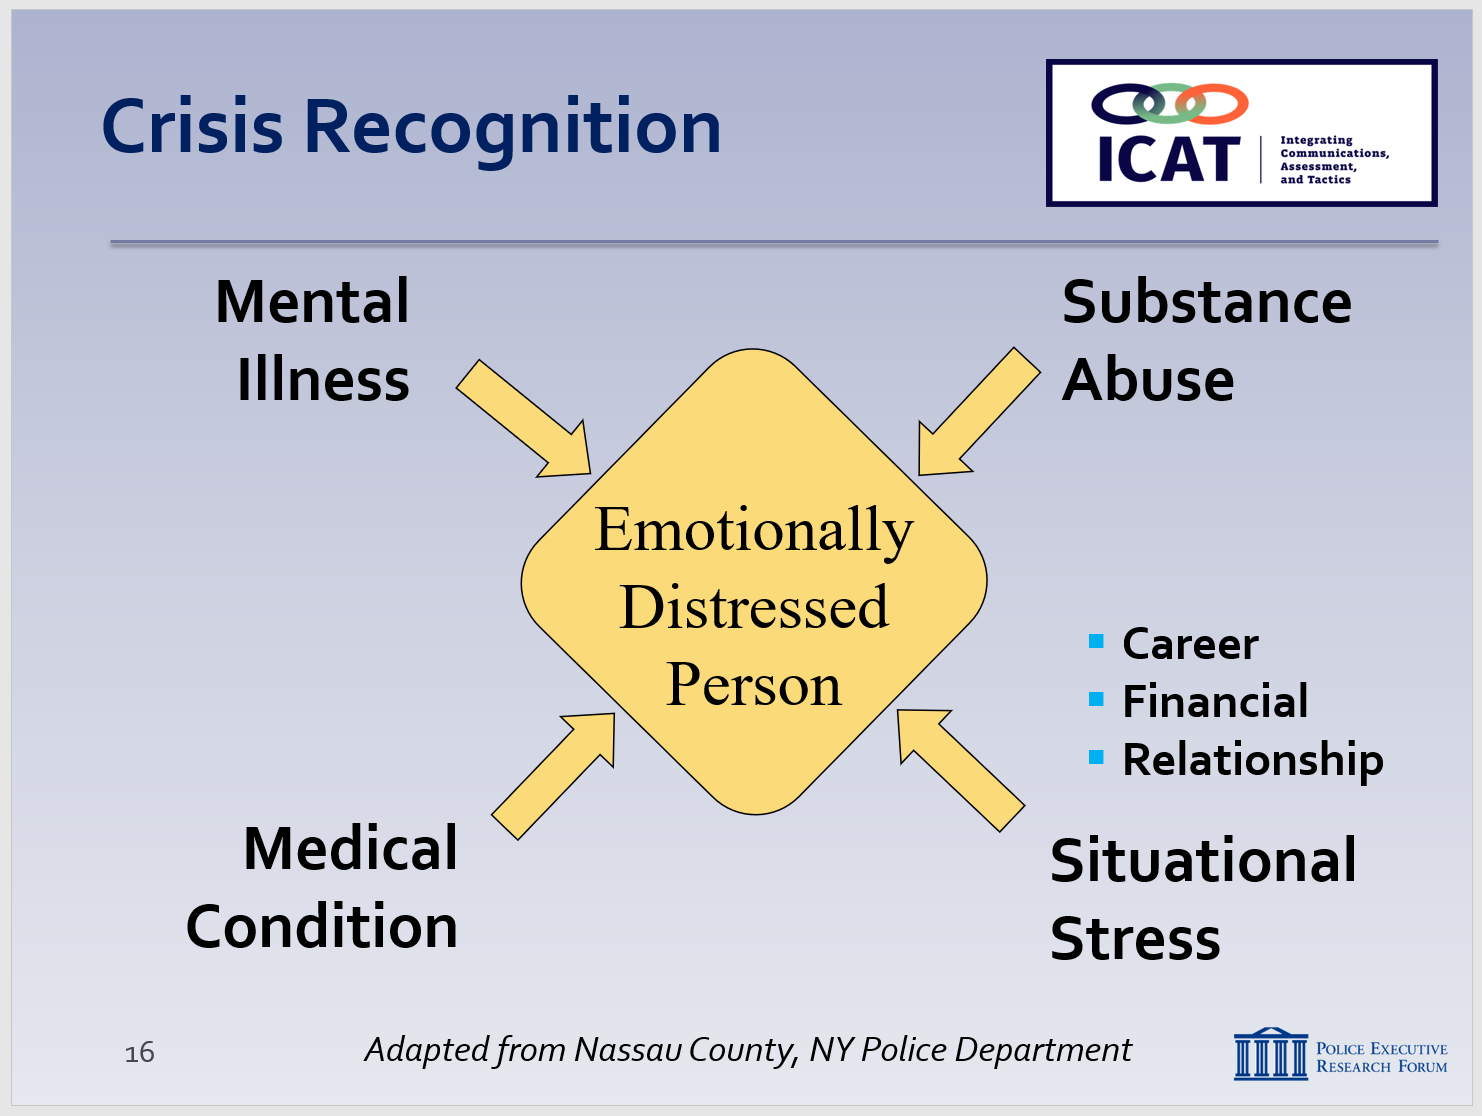 Crisis Recognition
ICAT
Integrating
Communications,
Assessment,
and Tactics
Mental
Illness
Substance
Abuse
Emotionally
Distressed
Person
Career
Financial
Relationship
Medical
Condition
Situational
Stress
16
Adapted from Nassau County, NY Police Department
POLICE EXECUTIVE
RESEARCH FORUM